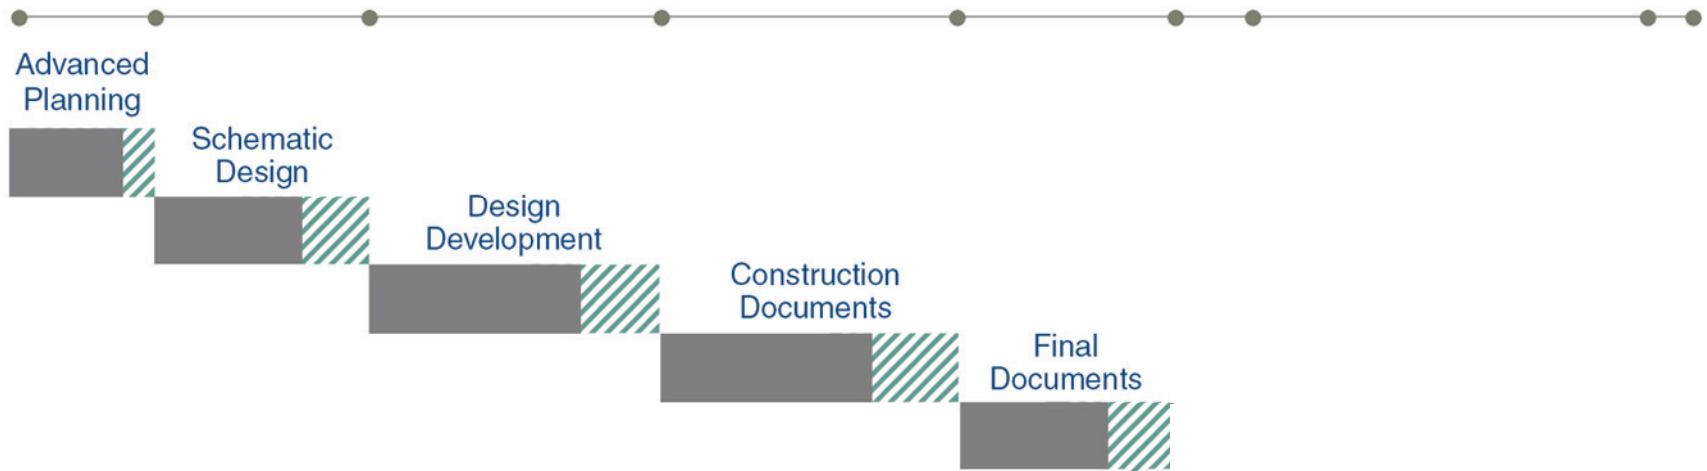 Advanced
Planning
Schematic
Design
Design
Development
Construction
Documents
Final
Documents